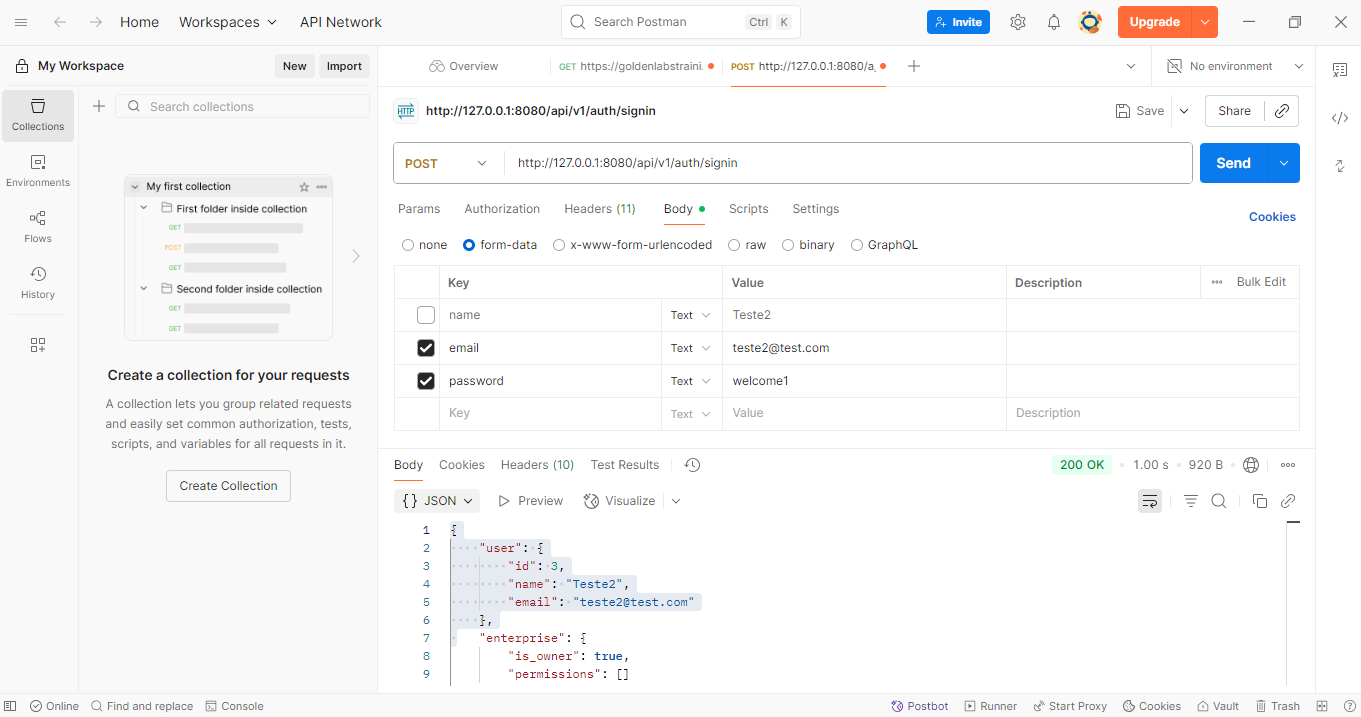 Home Workspaces API Network Search Postman Ctrl K Invite Upgrade
My Workspace New Import
Overview GET https://goldenlabstraini. POST http://127.0.0.1:8080/a, No environment
Collections
Environments
Flows
History
Search collections
My first collection
First folder inside collection
GET
POST
GET
Second folder inside collection
GET
GET
Create a collection for your requests
A collection lets you group related requests
and easily set common authorization, tests,
scripts, and variables for all requests in it.
Create Collection
HTTP http://127.0.0.1:8080/api/v1/auth/signin Save Share
POST http://127.0.0.1:8080/api/v1/auth/signin Send
Params Authorization Headers (11) Body Scripts Settings Cookies
none form-data x-www-form-urlencoded raw binary GraphQL
Key Value Description Bulk Edit
name Text Teste2
email Text teste2@test.com
password Text welcome1
Key Text Value Description
Body Cookies Headers (10) Test Results 200 OK 1.00 s 920 B
{} JSON Preview Visualize
1 {
2 "user": {
3 "id": 3,
4 "name": "Teste2",
5 "email": "teste2@test.com"
6 },
7 "enterprise": {
8 "is_owner": true,
9 "permissions": []
Online Find and replace Console Postbot Runner Start Proxy Cookies Vault Trash